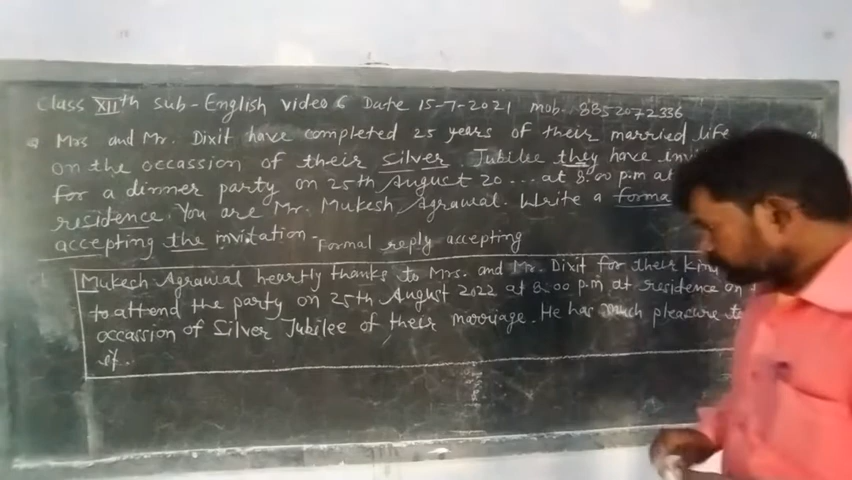 Class XIIth Sub-English video 6 Date 15-7-2021 mob. 8852072336
Mrs and Mr. Dixit have completed 25 years of their married life
on the occassion of their Silver Jubilee they have
for a dinner party on 25th August 20... at 8:00 p.m at
residence. You are Mr. Mukesh Agrawal. Write a
accepting the invitation.
Formal reply accepting
Mukesh Agrawal heartly thanks to Mrs. and Mr. Dixit for their
to attend the party on 25th August 2022 at 8:00 p.m at residence on
occassion of Silver Jubilee of their marriage. He has much pleasure to
it.